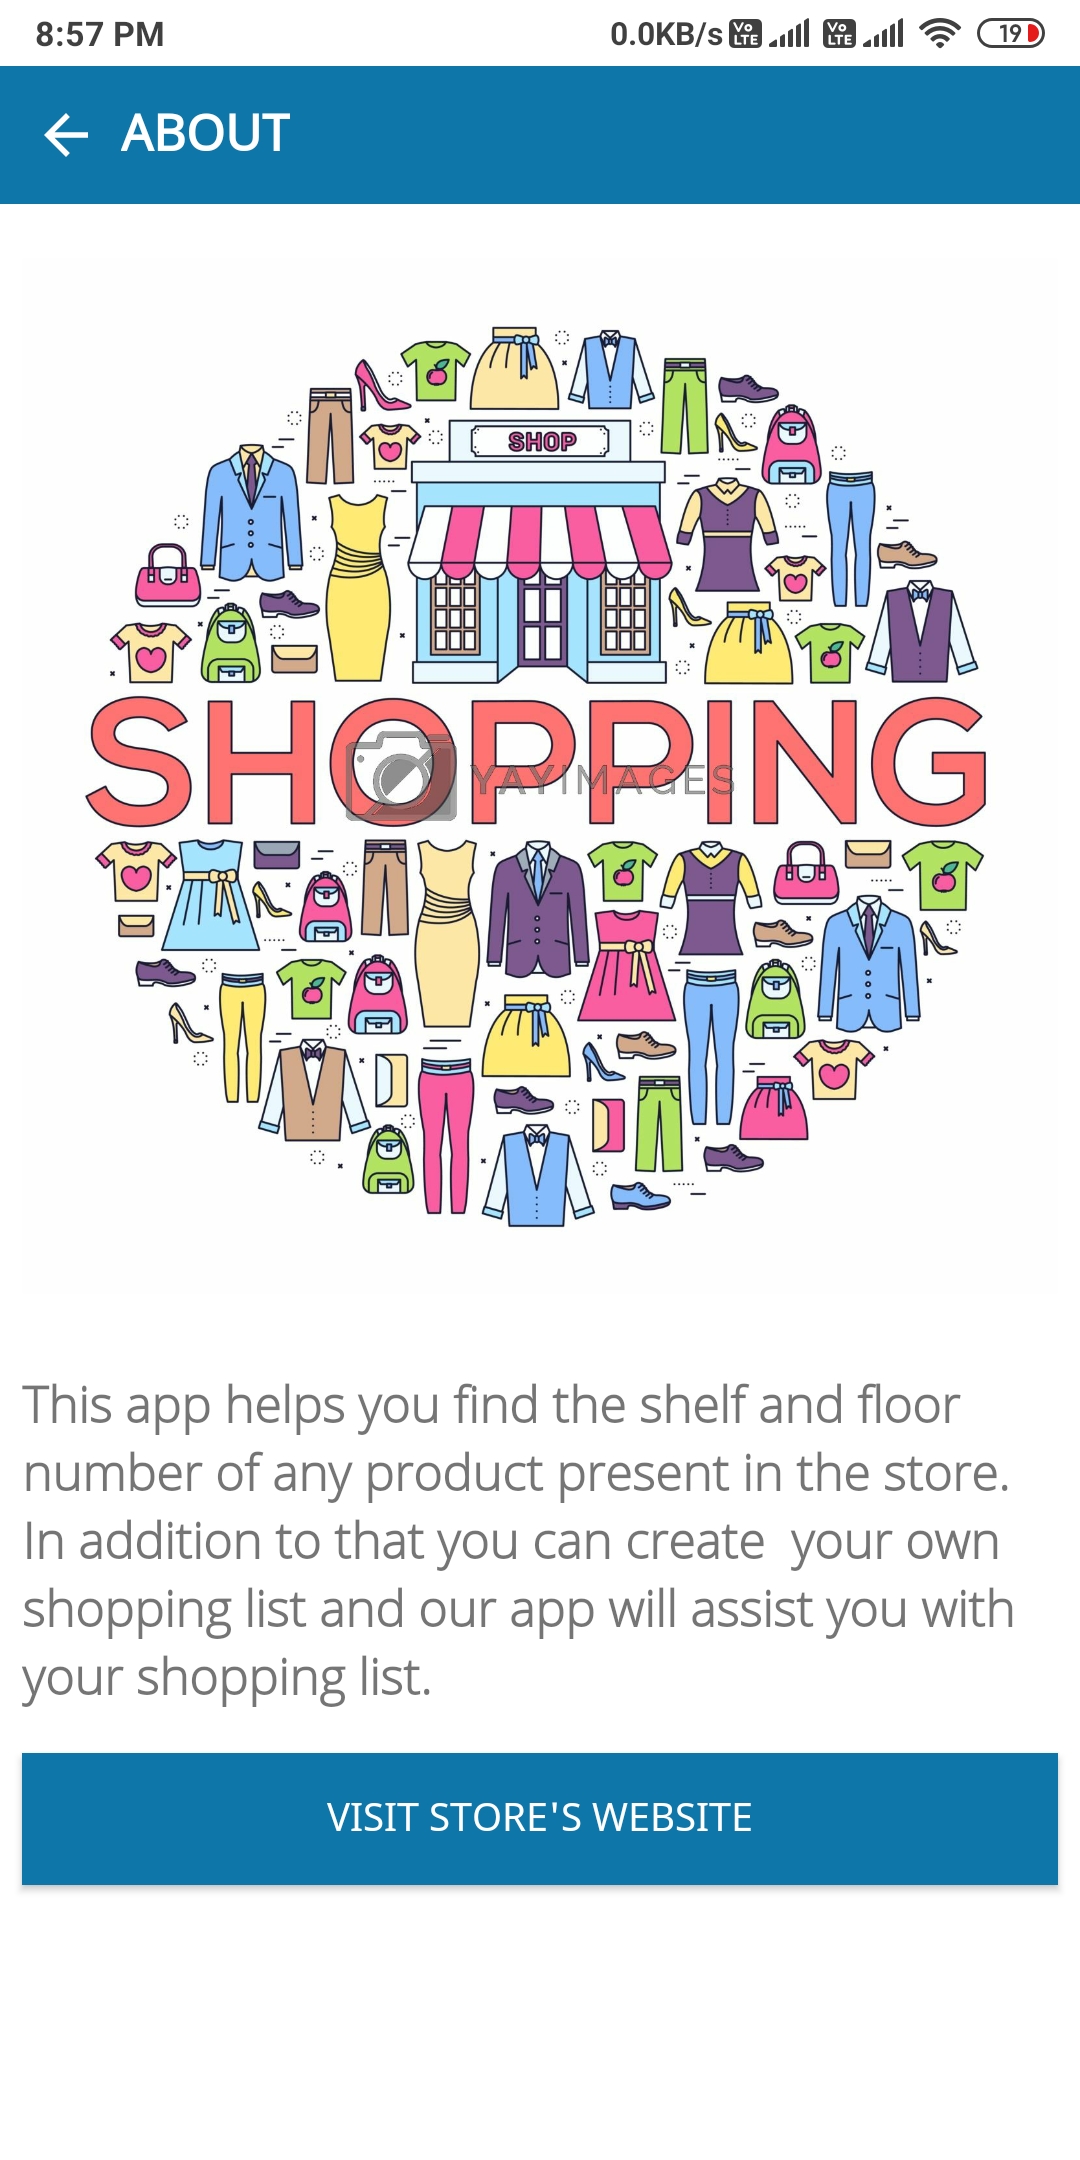 8:57 PM
0.0KB/s Vo LTE Vo LTE 19
ABOUT
SHOP
SHOPPING
YAYIMAGES
This app helps you find the shelf and floor
number of any product present in the store.
In addition to that you can create  your own
shopping list and our app will assist you with
your shopping list.
VISIT STORE'S WEBSITE